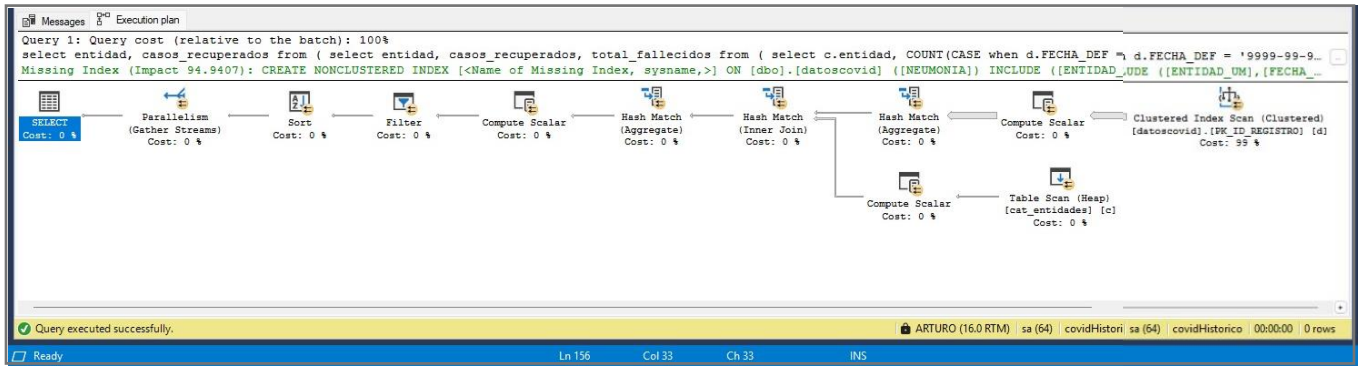 Messages Execution plan
Query 1: Query cost (relative to the batch): 100%
select entidad, casos_recuperados from ( select entidad, casos_recuperados, total_fallecidos from ( select c.entidad, COUNT(CASE when d.FECHA_DEF = d.FECHA_DEF = '9999-99-9...
Missing Index (Impact 94.9407): CREATE NONCLUSTERED INDEX [<Name of Missing Index, sysname,>] ON [dbo].[datoscovid] ([NEUMONIA]) INCLUDE ([ENTIDAD_UDE ([ENTIDAD_UM],[FECHA_...
SELECT
Cost: 0 %
Parallelism
(Gather Streams)
Cost: 0 %
Sort
Cost: 0 %
Filter
Cost: 0 %
Compute Scalar
Cost: 0 %
Hash Match
(Aggregate)
Cost: 0 %
Hash Match
(Inner Join)
Cost: 0 %
Hash Match
(Aggregate)
Cost: 0 %
Compute Scalar
Cost: 0 %
Clustered Index Scan (Clustered)
[datoscovid].[PK_ID_REGISTRO] [d]
Cost: 99 %
Compute Scalar
Cost: 0 %
Table Scan (Heap)
[cat_entidades] [c]
Cost: 0 %
Query executed successfully. ARTURO (16.0 RTM) sa (64) covidHistori sa (64) covidHistorico 00:00:00 0 rows
Ready Ln 156 Col 33 Ch 33 INS